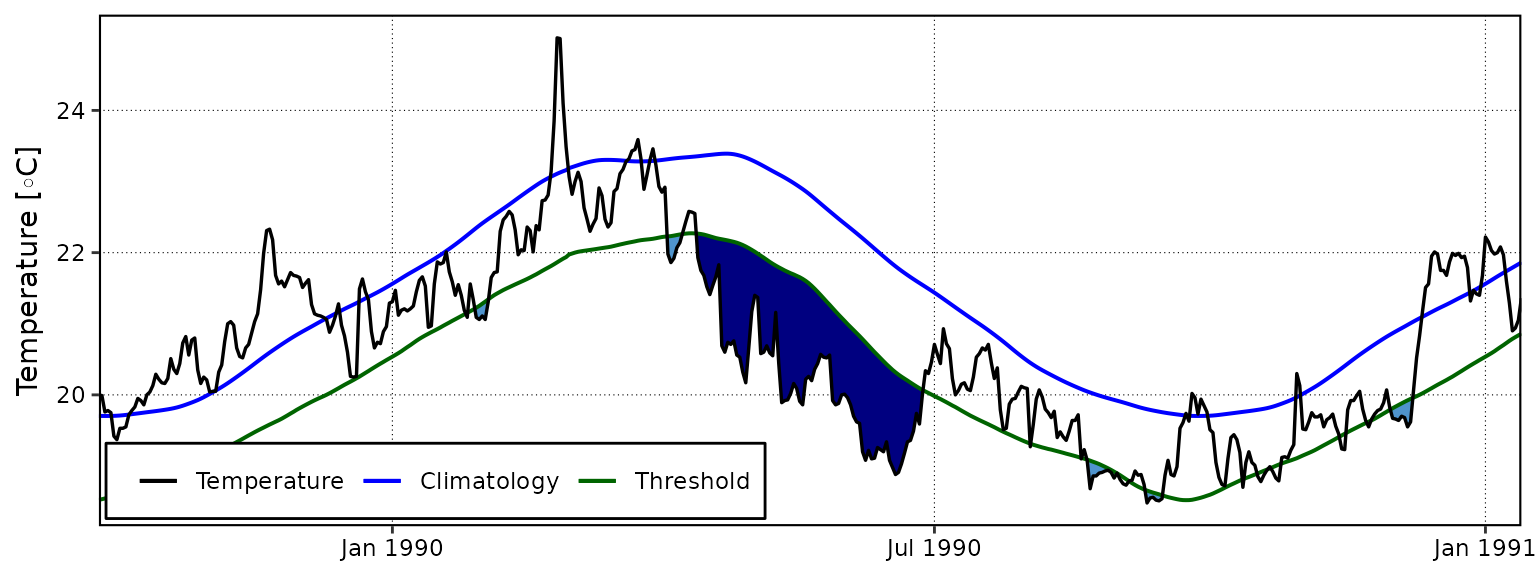 Temperature [◦C]
24
22
20
Temperature Climatology Threshold
Jan 1990 Jul 1990 Jan 1991